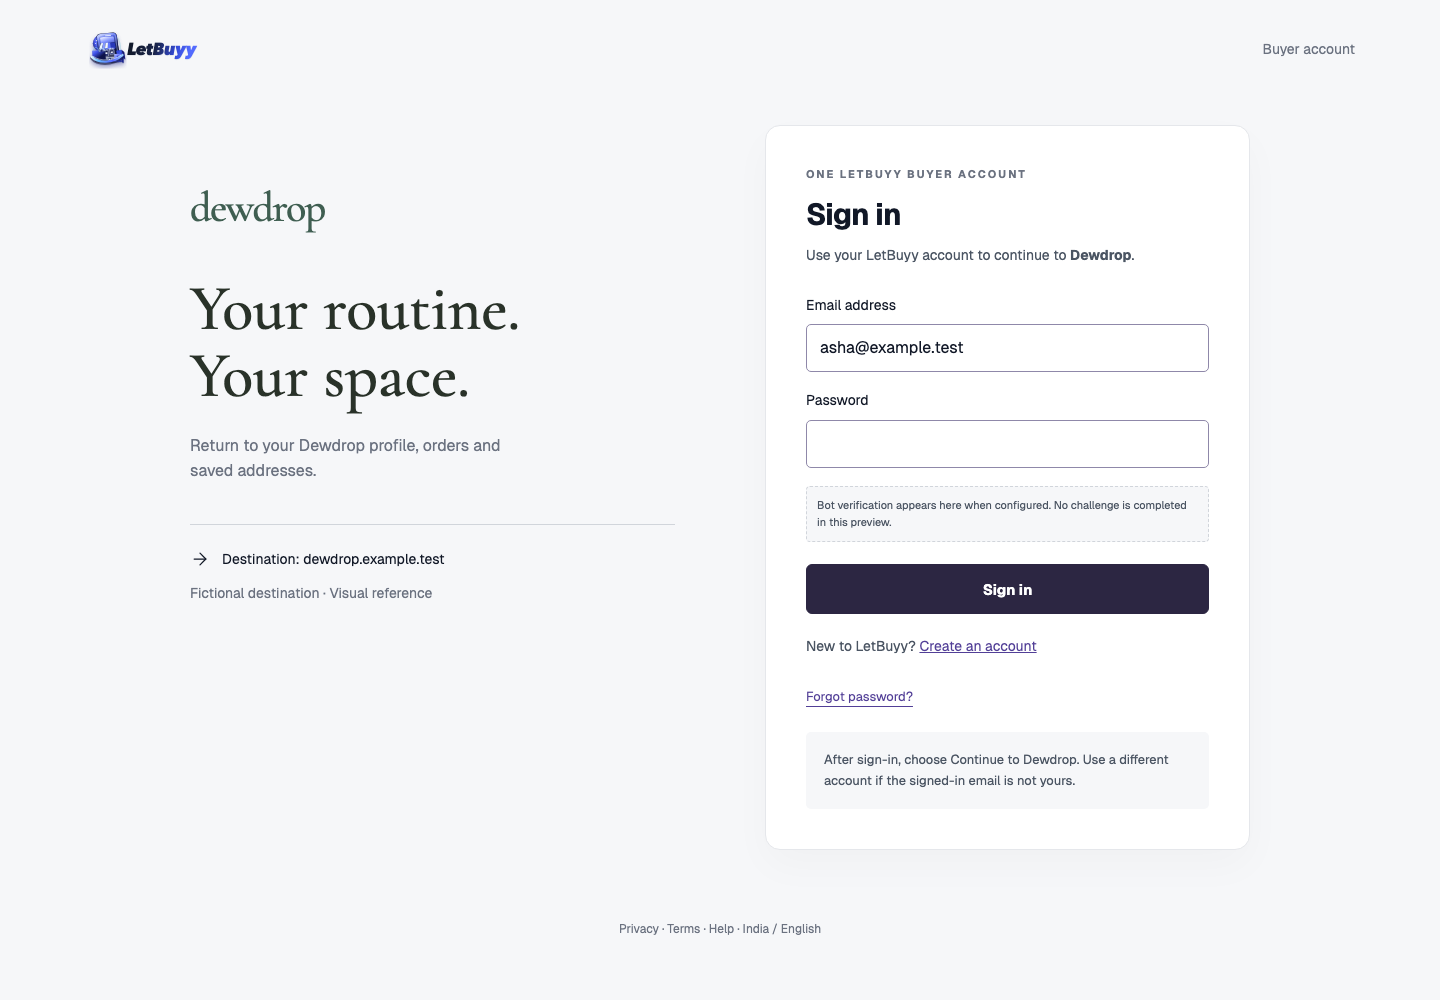 LetBuyy
Buyer account
dewdrop
Your routine.
Your space.
Return to your Dewdrop profile, orders and
saved addresses.
Destination: dewdrop.example.test
Fictional destination · Visual reference
ONE LETBUYY BUYER ACCOUNT
Sign in
Use your LetBuyy account to continue to Dewdrop.
Email address
asha@example.test
Password
Bot verification appears here when configured. No challenge is completed
in this preview.
Sign in
New to LetBuyy? Create an account
Forgot password?
After sign-in, choose Continue to Dewdrop. Use a different
account if the signed-in email is not yours.
Privacy · Terms · Help · India / English